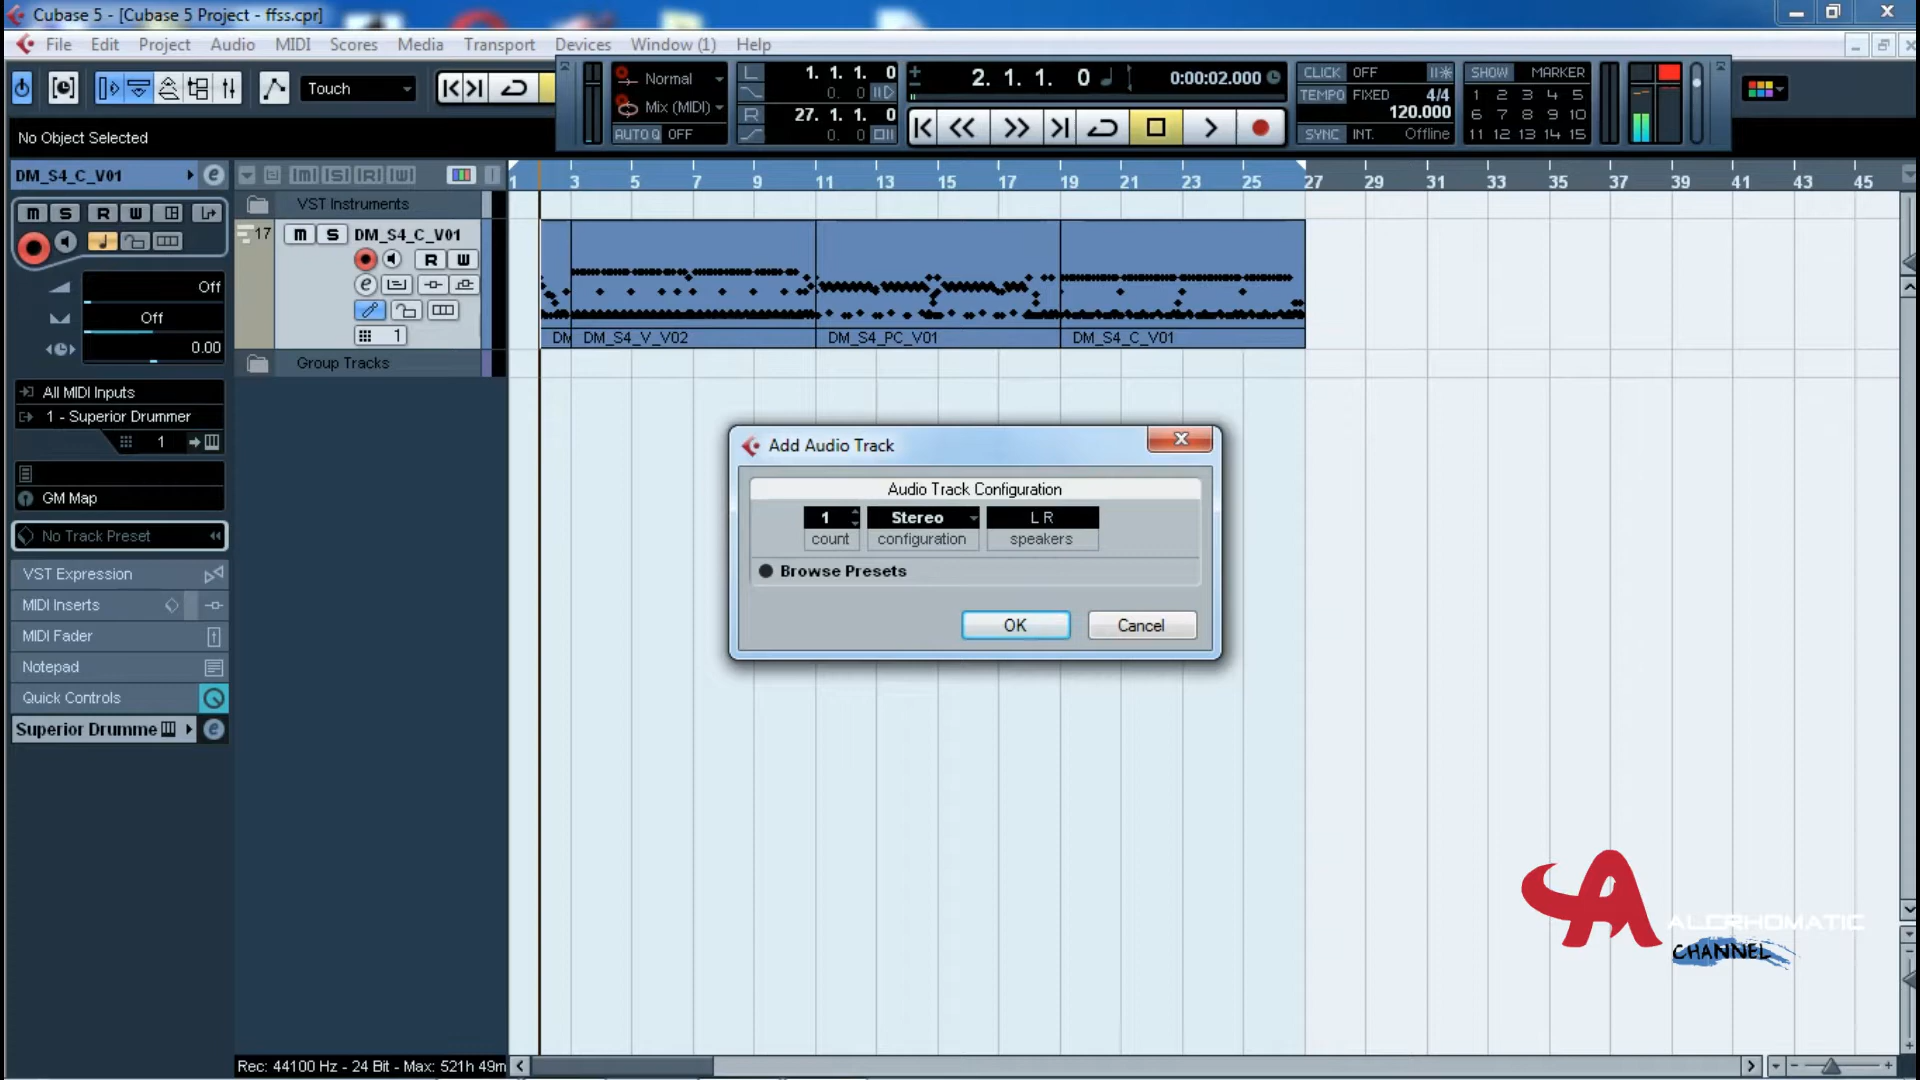 Cubase 5 - [Cubase 5 Project - ffss.cpr]
File Edit Project Audio MIDI Scores Media Transport Devices Window (1) Help
Touch
Normal
Mix (MIDI)
AUTO Q OFF
L 1. 1. 1. 0
0. 0
R 27. 1. 1. 0
0. 0
2. 1. 1. 0 0:00:02.000
CLICK OFF
TEMPO FIXED 4/4
120.000
SYNC INT. Offline
SHOW MARKER
1 2 3 4 5
6 7 8 9 10
11 12 13 14 15
No Object Selected
DM_S4_C_V01
M S R W
Off
Off
0.00
All MIDI Inputs
1 - Superior Drummer
1
GM Map
No Track Preset
VST Expression
MIDI Inserts
MIDI Fader
Notepad
Quick Controls
Superior Drumme
M S R W
VST Instruments
17 M S DM_S4_C_V01
R W
e
1
Group Tracks
1 3 5 7 9 11 13 15 17 19 21 23 25 27 29 31 33 35 37 39 41 43 45
DM DM_S4_V_V02 DM_S4_PC_V01 DM_S4_C_V01
Add Audio Track
Audio Track Configuration
1 Stereo L R
count configuration speakers
Browse Presets
OK Cancel
ALCRHOMATIC
CHANNEL
Rec: 44100 Hz - 24 Bit - Max: 521h 49m